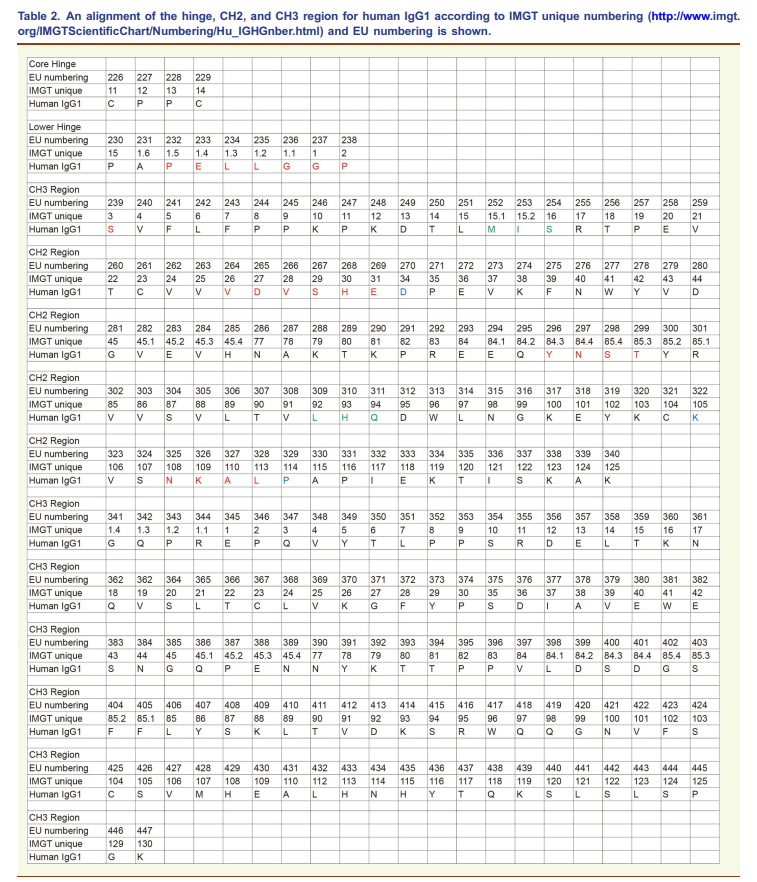 Table 2. An alignment of the hinge, CH2, and CH3 region for human IgG1 according to IMGT unique numbering (http://www.imgt.
org/IMGTScientificChart/Numbering/Hu_IGHGnber.html) and EU numbering is shown.
Core Hinge
EU numbering 226 227 228 229
IMGT unique 11 12 13 14
Human IgG1 C P P C
Lower Hinge
EU numbering 230 231 232 233 234 235 236 237 238
IMGT unique 15 1.6 1.5 1.4 1.3 1.2 1.1 1 2
Human IgG1 P A P E L L G G P
CH3 Region
EU numbering 239 240 241 242 243 244 245 246 247 248 249 250 251 252 253 254 255 256 257 258 259
IMGT unique 3 4 5 6 7 8 9 10 11 12 13 14 15 15.1 15.2 16 17 18 19 20 21
Human IgG1 S V F L F P P K P K D T L M I S R T P E V
CH2 Region
EU numbering 260 261 262 263 264 265 266 267 268 269 270 271 272 273 274 275 276 277 278 279 280
IMGT unique 22 23 24 25 26 27 28 29 30 31 34 35 36 37 38 39 40 41 42 43 44
Human IgG1 T C V V V D V S H E D P E V K F N W Y V D
CH2 Region
EU numbering 281 282 283 284 285 286 287 288 289 290 291 292 293 294 295 296 297 298 299 300 301
IMGT unique 45 45.1 45.2 45.3 45.4 77 78 79 80 81 82 83 84 84.1 84.2 84.3 84.4 85.4 85.3 85.2 85.1
Human IgG1 G V E V H N A K T K P R E E Q Y N S T Y R
CH2 Region
EU numbering 302 303 304 305 306 307 308 309 310 311 312 313 314 315 316 317 318 319 320 321 322
IMGT unique 85 86 87 88 89 90 91 92 93 94 95 96 97 98 99 100 101 102 103 104 105
Human IgG1 V V S V L T V L H Q D W L N G K E Y K C K
CH2 Region
EU numbering 323 324 325 326 327 328 329 330 331 332 333 334 335 336 337 338 339 340
IMGT unique 106 107 108 109 110 113 114 115 116 117 118 119 120 121 122 123 124 125
Human IgG1 V S N K A L P A P I E K T I S K A K
CH3 Region
EU numbering 341 342 343 344 345 346 347 348 349 350 351 352 353 354 355 356 357 358 359 360 361
IMGT unique 1.4 1.3 1.2 1.1 1 2 3 4 5 6 7 8 9 10 11 12 13 14 15 16 17
Human IgG1 G Q P R E P Q V Y T L P P S R D E L T K N
CH3 Region
EU numbering 362 362 364 365 366 367 368 369 370 371 372 373 374 375 376 377 378 379 380 381 382
IMGT unique 18 19 20 21 22 23 24 25 26 27 28 29 30 35 36 37 38 39 40 41 42
Human IgG1 Q V S L T C L V K G F Y P S D I A V E W E
CH3 Region
EU numbering 383 384 385 386 387 388 389 390 391 392 393 394 395 396 397 398 399 400 401 402 403
IMGT unique 43 44 45 45.1 45.2 45.3 45.4 77 78 79 80 81 82 83 84 84.1 84.2 84.3 84.4 85.4 85.3
Human IgG1 S N G Q P E N N Y K T T P P V L D S D G S
CH3 Region
EU numbering 404 405 406 407 408 409 410 411 412 413 414 415 416 417 418 419 420 421 422 423 424
IMGT unique 85.2 85.1 85 86 87 88 89 90 91 92 93 94 95 96 97 98 99 100 101 102 103
Human IgG1 F F L Y S K L T V D K S R W Q Q G N V F S
CH3 Region
EU numbering 425 426 427 428 429 430 431 432 433 434 435 436 437 438 439 440 441 442 443 444 445
IMGT unique 104 105 106 107 108 109 110 112 113 114 115 116 117 118 119 120 121 122 123 124 125
Human IgG1 C S V M H E A L H N H Y T Q K S L S L S P
CH3 Region
EU numbering 446 447
IMGT unique 129 130
Human IgG1 G K